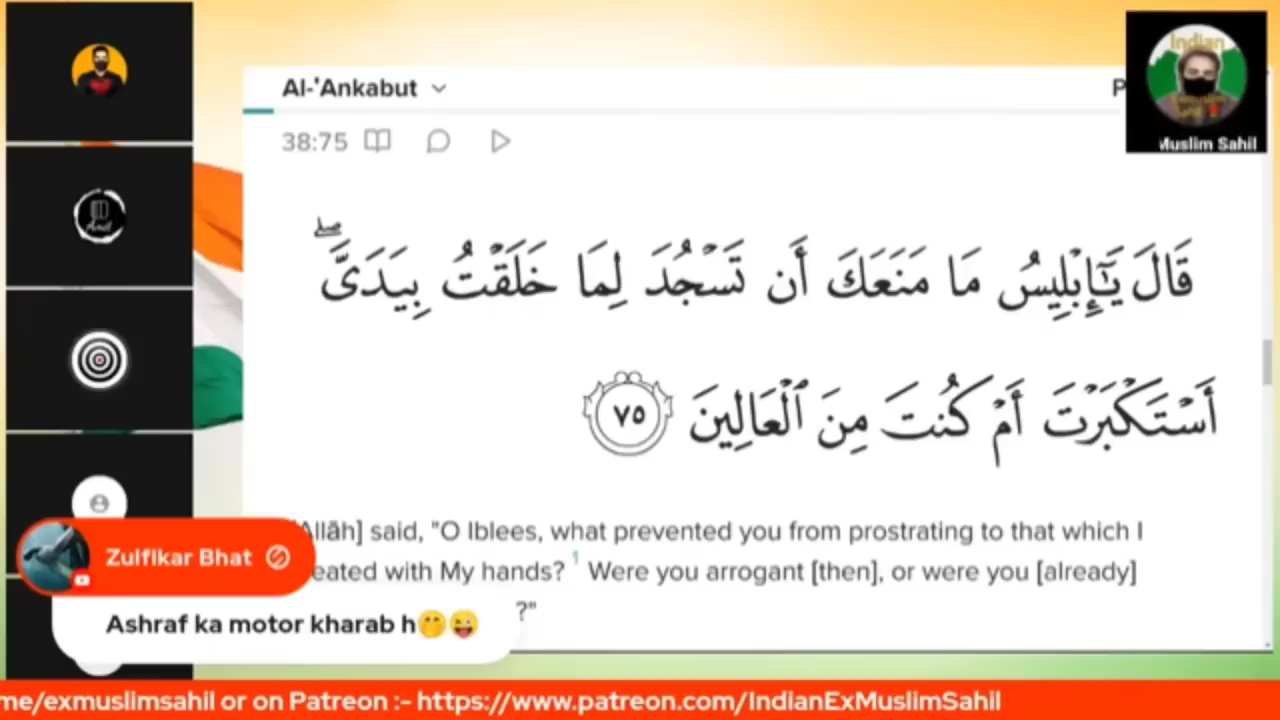 Al-'Ankabut
P
38:75
Indian
Muslim Sahil
قَالَ يَـٰٓإِبْلِيسُ مَا مَنَعَكَ أَن تَسْجُدَ لِمَا خَلَقْتُ بِيَدَىَّ ۖ
أَسْتَكْبَرْتَ أَمْ كُنتَ مِنَ ٱلْعَالِينَ ٧٥
Allāh] said, "O Iblees, what prevented you from prostrating to that which I
eated with My hands? 1 Were you arrogant [then], or were you [already]
?"
Zulfikar Bhat
Ashraf ka motor kharab h🤭😜
me/exmuslimsahil or on Patreon :- https://www.patreon.com/IndianExMuslimSahil